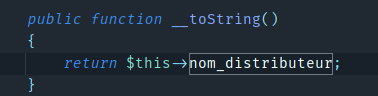 public function __toString()
{
return $this->nom_distributeur;
}